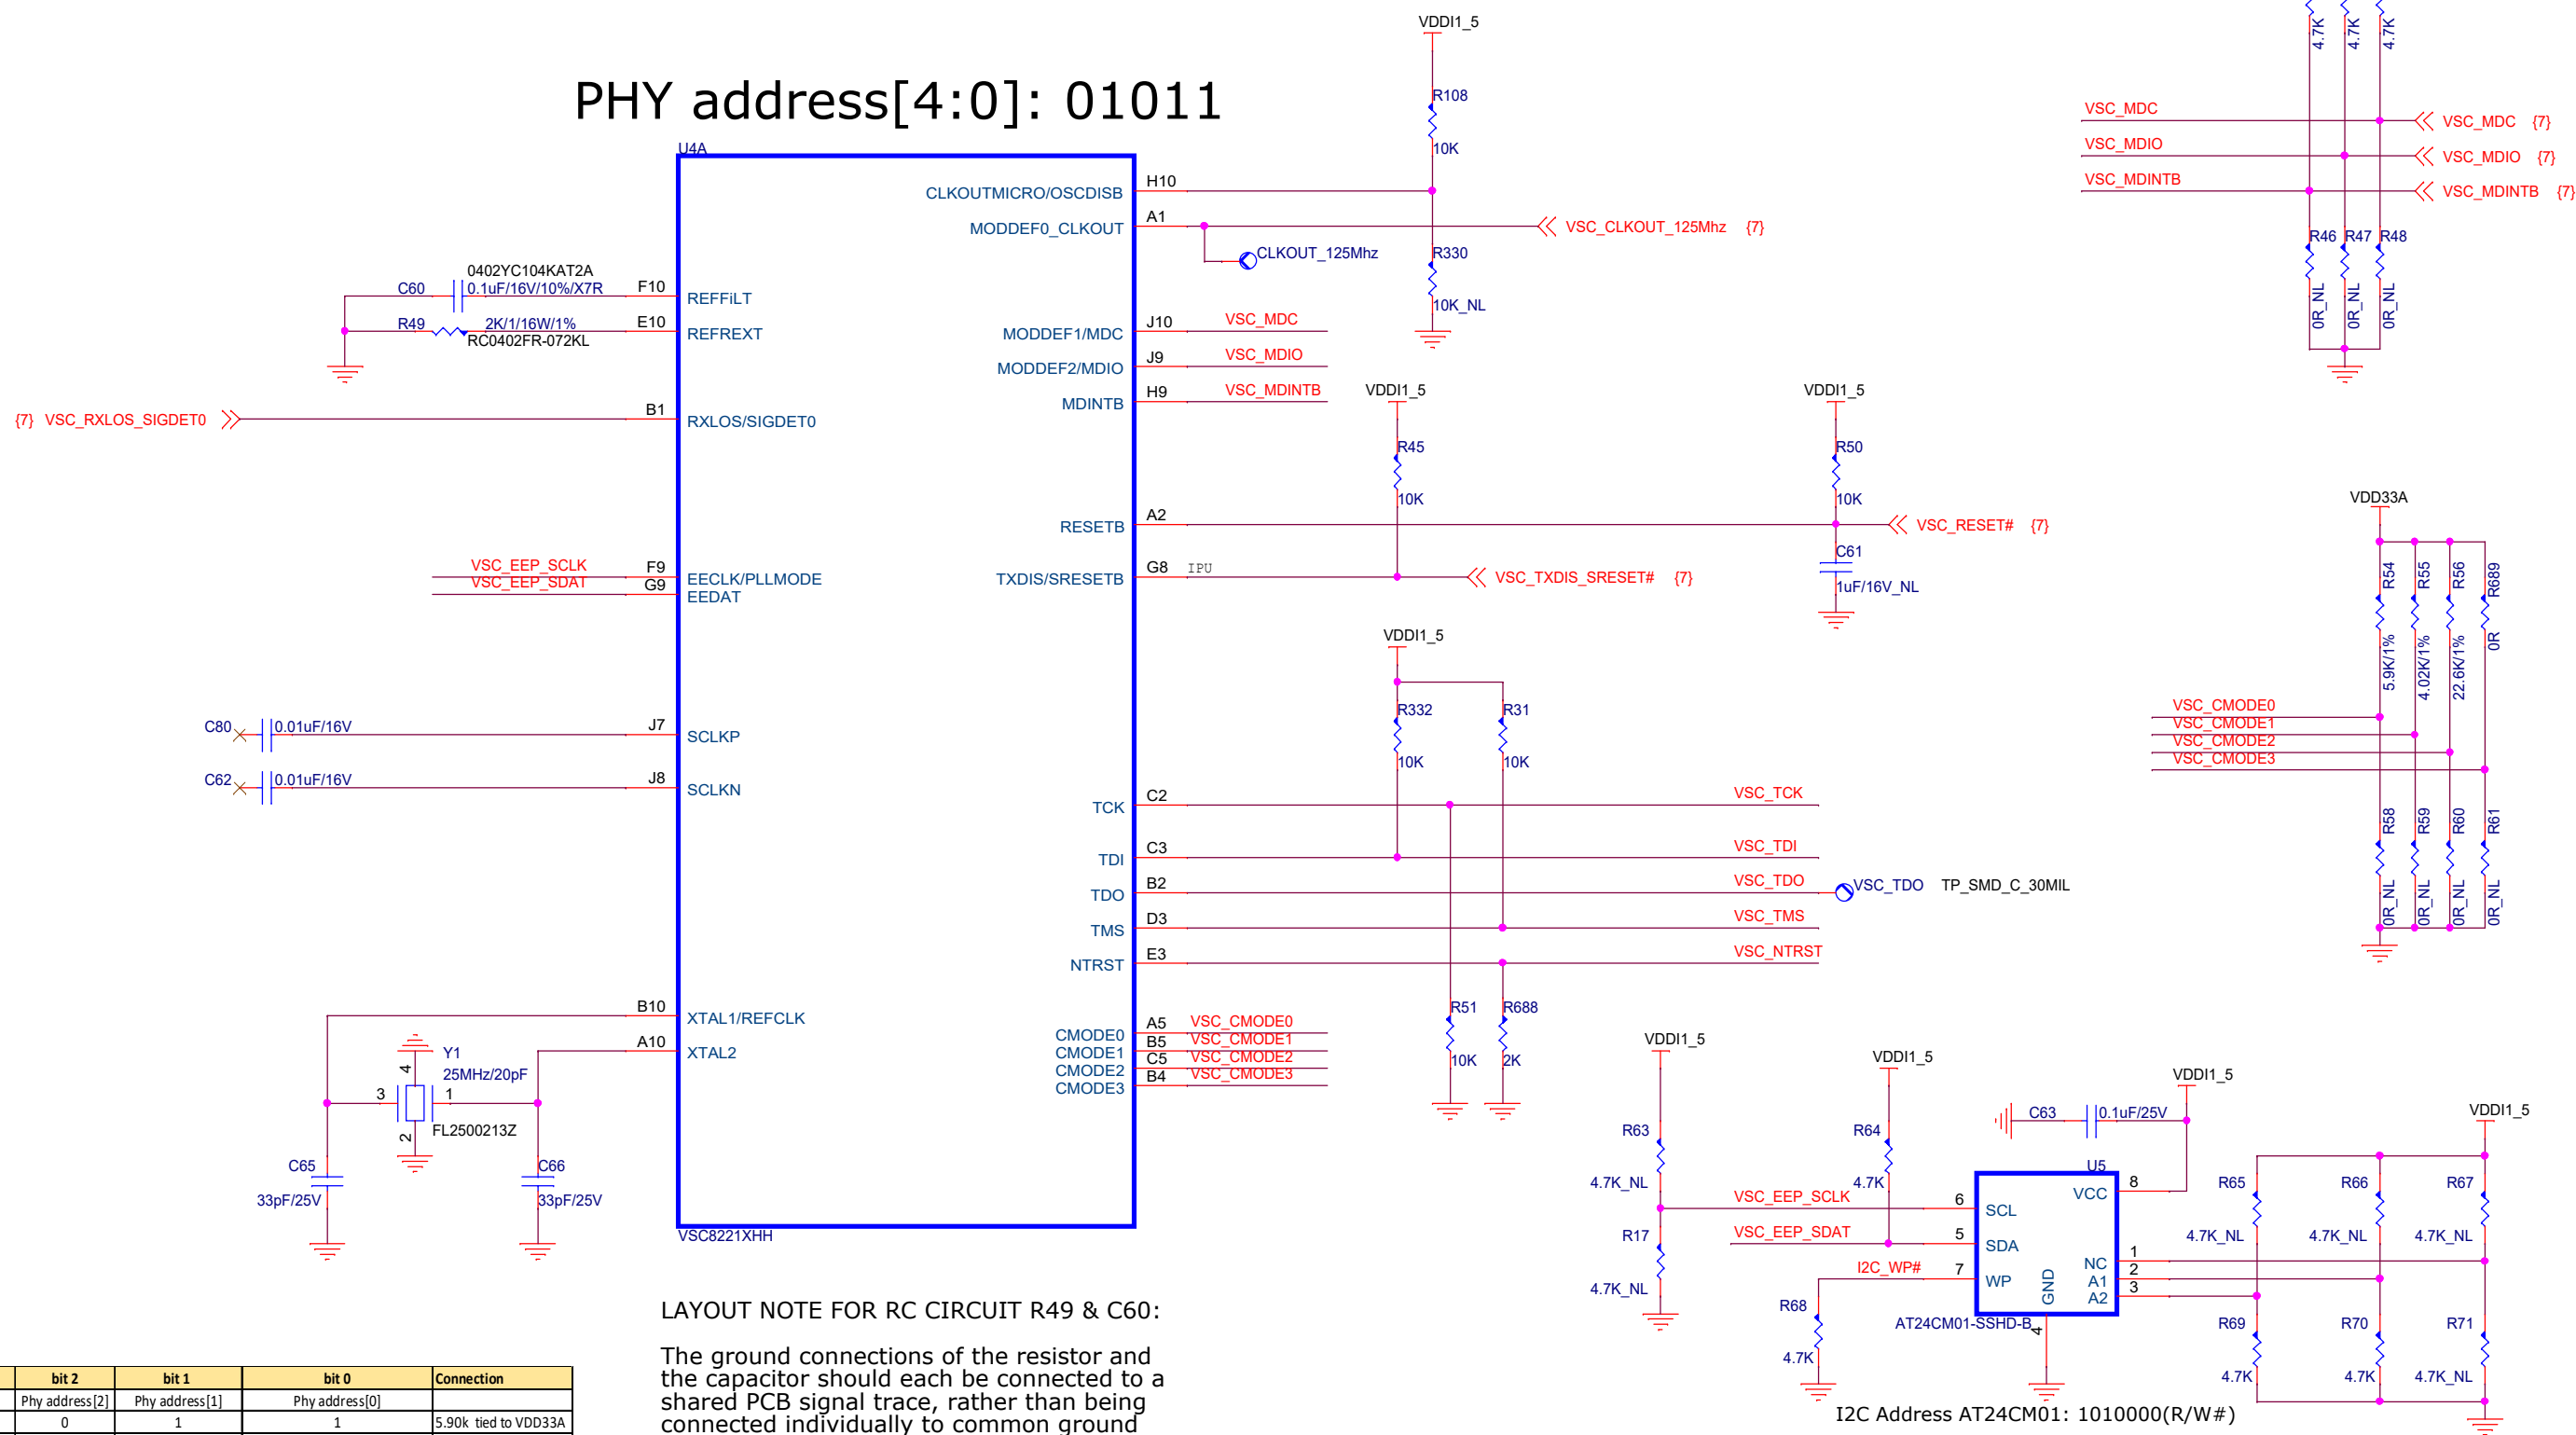 PHY address[4:0]: 01011
U4A
VSC8221XHH
CLKOUTMICRO/OSCDISB
H10
MODDEF0_CLKOUT
A1
VSC_CLKOUT_125Mhz {7}
CLKOUT_125Mhz
VDDI1_5
R108
10K
R330
10K_NL
MODDEF1/MDC
J10
VSC_MDC
MODDEF2/MDIO
J9
VSC_MDIO
MDINTB
H9
VSC_MDINTB
C60
0402YC104KAT2A
0.1uF/16V/10%/X7R
F10
REFFiLT
R49
2K/1/16W/1%
RC0402FR-072KL
E10
REFREXT
{7} VSC_RXLOS_SIGDET0
B1
RXLOS/SIGDET0
VSC_EEP_SCLK
F9
EECLK/PLLMODE
VSC_EEP_SDAT
G9
EEDAT
C80
0.01uF/16V
J7
SCLKP
C62
0.01uF/16V
J8
SCLKN
B10
XTAL1/REFCLK
A10
XTAL2
Y1
25MHz/20pF
4
3
1
2
FL2500213Z
C65
33pF/25V
C66
33pF/25V
VDDI1_5
R45
10K
VDDI1_5
R50
10K
RESETB
A2
VSC_RESET# {7}
C61
1uF/16V_NL
TXDIS/SRESETB
G8
IPU
VSC_TXDIS_SRESET# {7}
VDDI1_5
R332
10K
R31
10K
TCK
C2
VSC_TCK
TDI
C3
VSC_TDI
TDO
B2
VSC_TDO
VSC_TDO TP_SMD_C_30MIL
TMS
D3
VSC_TMS
NTRST
E3
VSC_NTRST
R51
10K
R688
2K
CMODE0
A5
VSC_CMODE0
CMODE1
B5
VSC_CMODE1
CMODE2
C5
VSC_CMODE2
CMODE3
B4
VSC_CMODE3
4.7K
4.7K
4.7K
VSC_MDC
VSC_MDC {7}
VSC_MDIO
VSC_MDIO {7}
VSC_MDINTB
VSC_MDINTB {7}
R46 R47 R48
0R_NL
0R_NL
0R_NL
VDD33A
R54
R55
R56
R689
5.9K/1%
4.02K/1%
22.6K/1%
0R
VSC_CMODE0
VSC_CMODE1
VSC_CMODE2
VSC_CMODE3
R58
R59
R60
R61
0R_NL
0R_NL
0R_NL
0R_NL
VDDI1_5
R63
4.7K_NL
R17
4.7K_NL
VDDI1_5
R64
4.7K
VSC_EEP_SCLK
6
SCL
VSC_EEP_SDAT
5
SDA
I2C_WP#
7
WP
R68
4.7K
U5
AT24CM01-SSHD-B
GND
4
VCC
8
NC
1
A1
2
A2
3
C63
0.1uF/25V
VDDI1_5
VDDI1_5
R65
4.7K_NL
R66
4.7K_NL
R67
4.7K_NL
R69
4.7K
R70
4.7K
R71
4.7K_NL
I2C Address AT24CM01: 1010000(R/W#)
LAYOUT NOTE FOR RC CIRCUIT R49 & C60:
The ground connections of the resistor and
the capacitor should each be connected to a
shared PCB signal trace, rather than being
connected individually to common ground
bit 2 bit 1 bit 0 Connection
Phy address[2] Phy address[1] Phy address[0]
0 1 1 5.90k tied to VDD33A